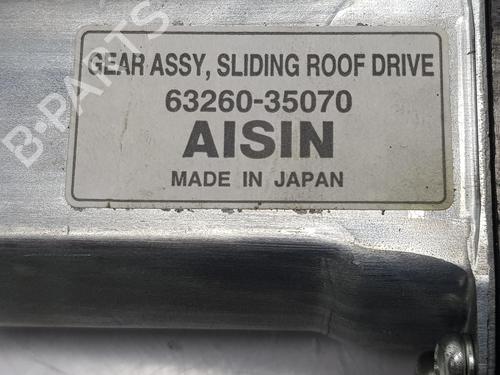 B-PARTS
GEAR ASSY, SLIDING ROOF DRIVE
63260-35070
AISIN
MADE IN JAPAN